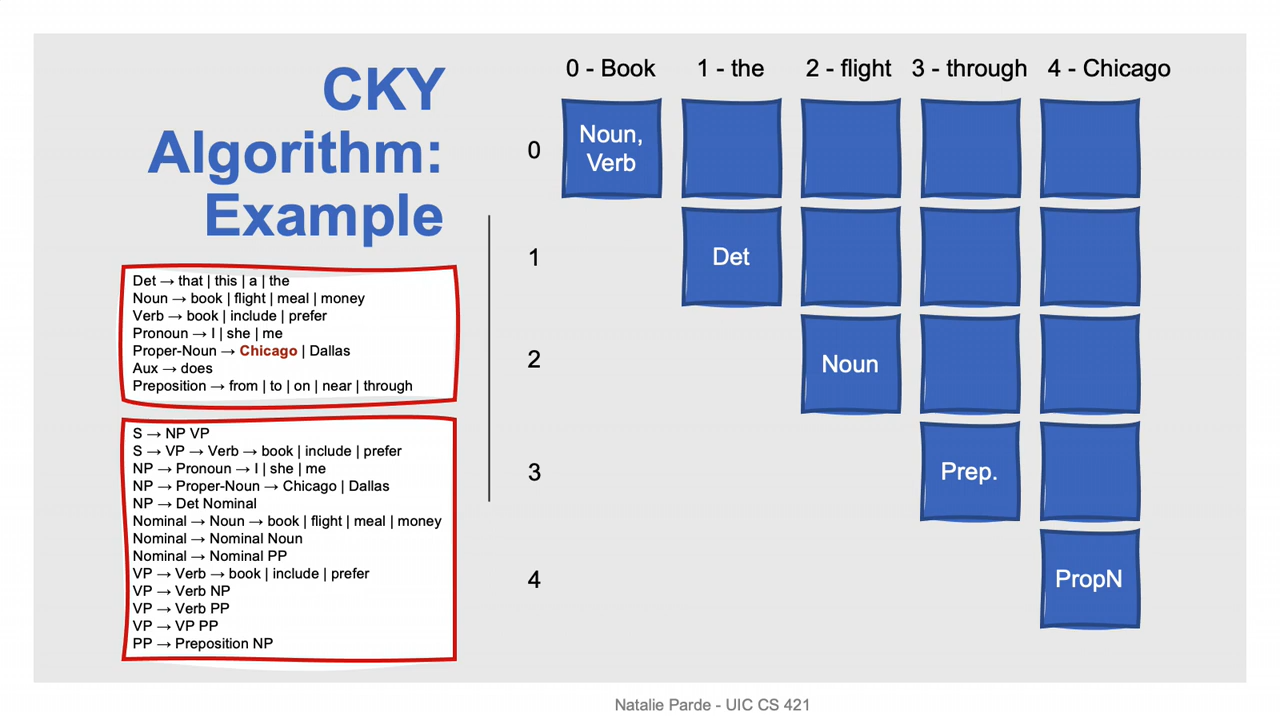 CKY
Algorithm:
Example
Det → that | this | a | the
Noun → book | flight | meal | money
Verb → book | include | prefer
Pronoun → I | she | me
Proper-Noun → Chicago | Dallas
Aux → does
Preposition → from | to | on | near | through
S → NP VP
S → VP → Verb → book | include | prefer
NP → Pronoun → I | she | me
NP → Proper-Noun → Chicago | Dallas
NP → Det Nominal
Nominal → Noun → book | flight | meal | money
Nominal → Nominal Noun
Nominal → Nominal PP
VP → Verb → book | include | prefer
VP → Verb NP
VP → Verb PP
VP → VP PP
PP → Preposition NP
0 - Book 1 - the 2 - flight 3 - through 4 - Chicago
0
Noun,
Verb
1
Det
2
Noun
3
Prep.
4
PropN
Natalie Parde - UIC CS 421